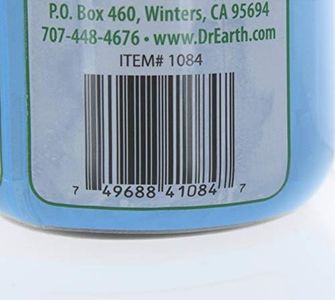 P.O. Box 460, Winters, CA 95694
707-448-4676 • www.DrEarth.com
ITEM# 1084
7 49688 41084 7